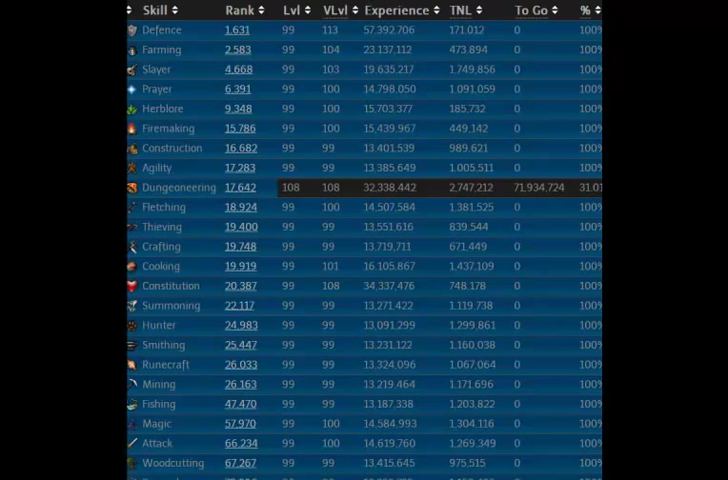 Skill Rank Lvl VLvl Experience TNL To Go %
Defence 1.631 99 113 57.392.706 171.012 0 100%
Farming 2.583 99 104 23.137.112 473.894 0 100%
Slayer 4.668 99 103 19.635.217 1,749,856 0 100%
Prayer 6.391 99 100 14.798.050 1,091,059 0 100%
Herblore 9.348 99 100 15.703.377 185,732 0 100%
Firemaking 15.786 99 100 15.439.967 449,142 0 100%
Construction 16.682 99 99 13.401.539 989,621 0 100%
Agility 17.283 99 99 13.385.649 1,005,511 0 100%
Dungeoneering 17.642 108 108 32.338.442 2,747,212 71,934,724 31.01
Fletching 18.924 99 100 14.507.584 1,381,525 0 100%
Thieving 19.400 99 99 13.551.616 839,544 0 100%
Crafting 19.748 99 99 13.719.711 671,449 0 100%
Cooking 19.919 99 101 16.105.867 1,437,109 0 100%
Constitution 20.387 99 108 34.337.476 748,178 0 100%
Summoning 22.117 99 99 13.271.422 1,119,738 0 100%
Hunter 24.983 99 99 13.091.299 1,299,861 0 100%
Smithing 25.447 99 99 13.231.122 1,160,038 0 100%
Runecraft 26.033 99 99 13.324.096 1,067,064 0 100%
Mining 26.163 99 99 13.219.464 1,171,696 0 100%
Fishing 47.470 99 99 13.187.338 1,203,822 0 100%
Magic 57.970 99 100 14.584.993 1,304,116 0 100%
Attack 66.234 99 100 14.619.760 1,269,349 0 100%
Woodcutting 67.267 99 99 13.415.645 975,515 0 100%